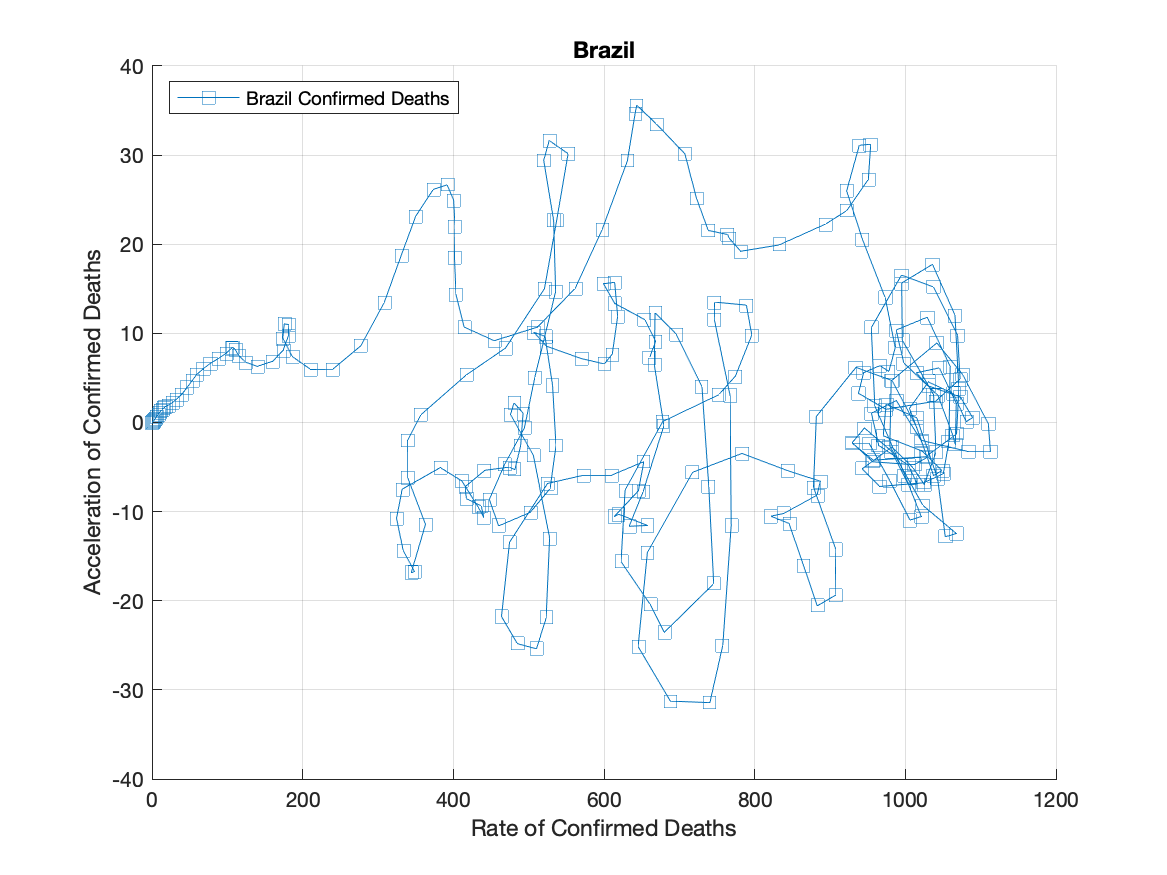 Brazil
Brazil Confirmed Deaths
40
30
20
10
0
-10
-20
-30
-40
Acceleration of Confirmed Deaths
0 200 400 600 800 1000 1200
Rate of Confirmed Deaths